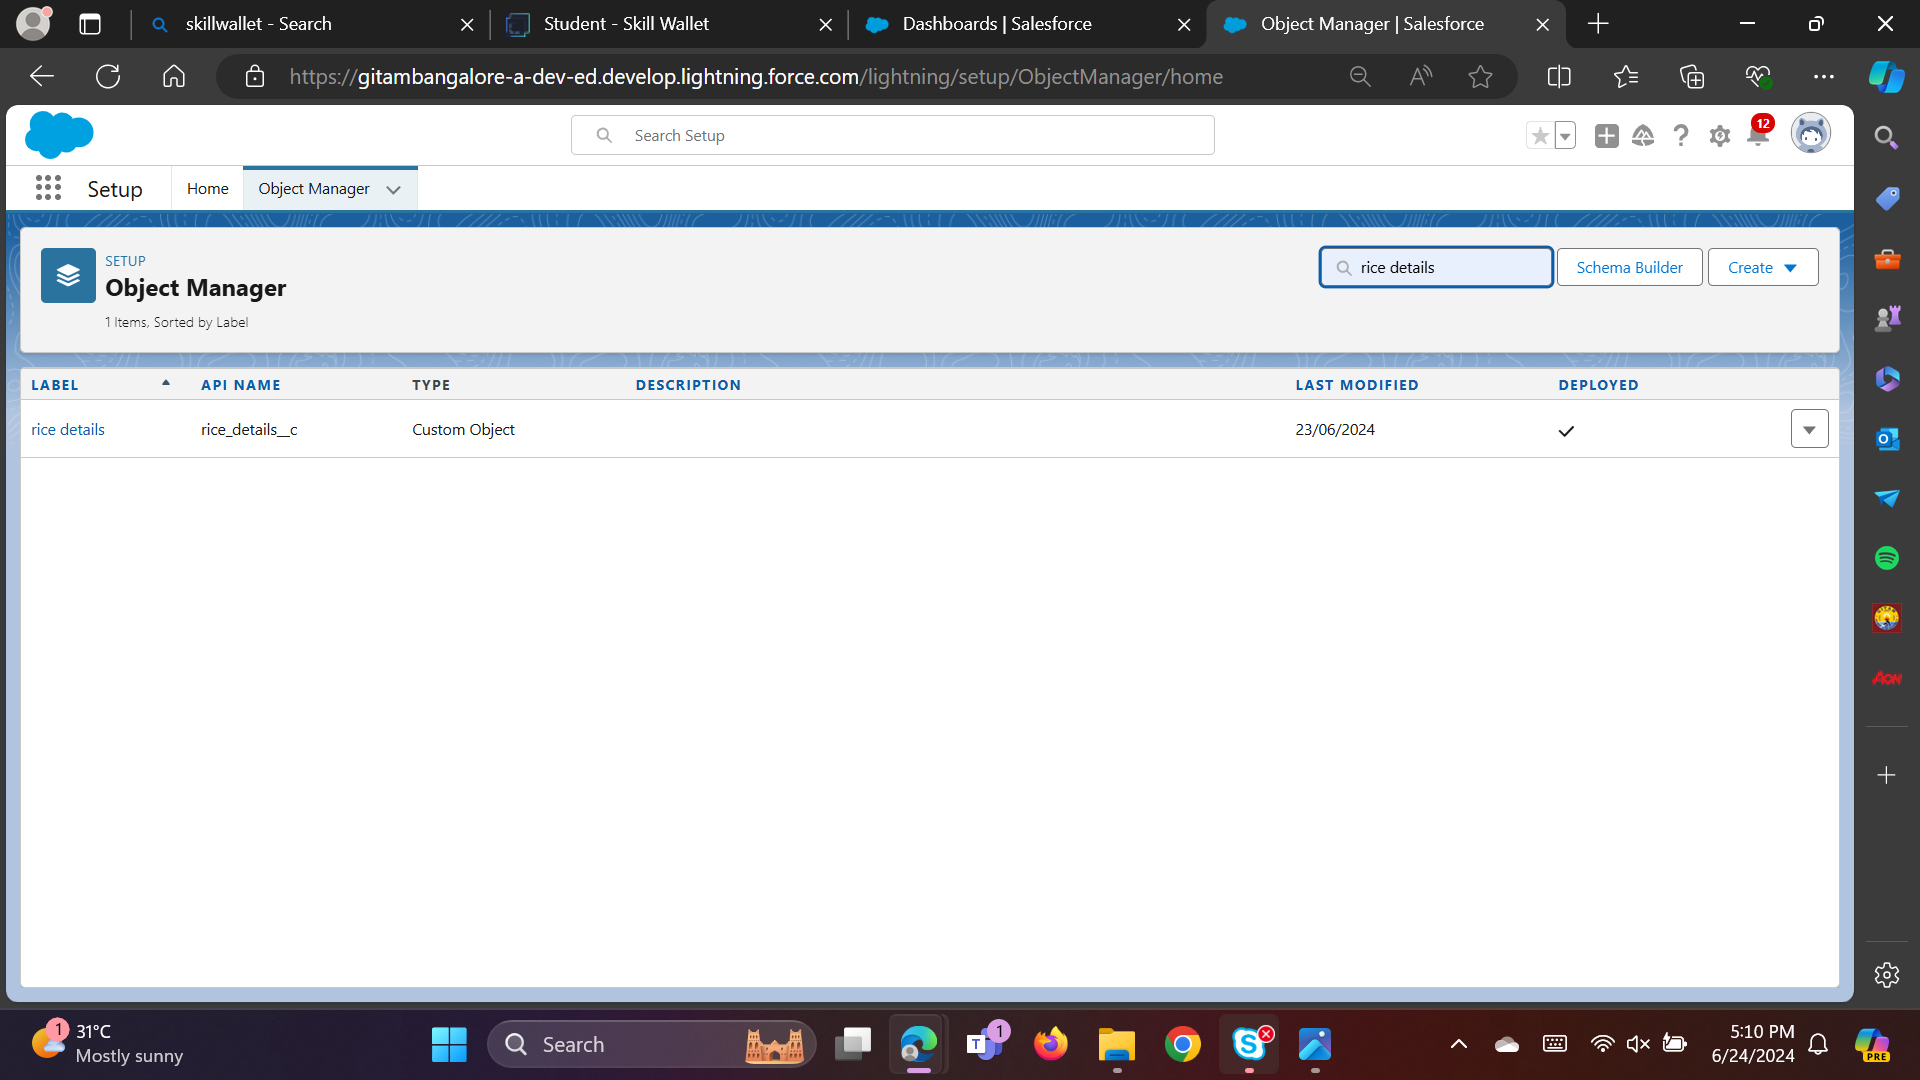 skillwallet - Search
Student - Skill Wallet
Dashboards | Salesforce
Object Manager | Salesforce
https://gitambangalore-a-dev-ed.develop.lightning.force.com/lightning/setup/ObjectManager/home
Search Setup
12
Setup
Home
Object Manager
SETUP
Object Manager
1 Items, Sorted by Label
rice details
Schema Builder
Create
LABEL API NAME TYPE DESCRIPTION LAST MODIFIED DEPLOYED
rice details rice_details__c Custom Object 23/06/2024
AON
1
31°C
Mostly sunny
Search
T
1
S
5:10 PM
6/24/2024
PRE